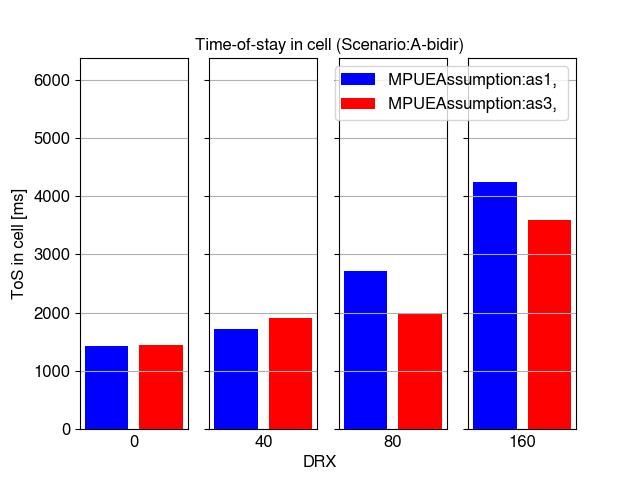 Time-of-stay in cell (Scenario:A-bidir)
MPUEAssumption:as1,
MPUEAssumption:as3,
ToS in cell [ms]
6000
5000
4000
3000
2000
1000
0
0
40
80
160
DRX